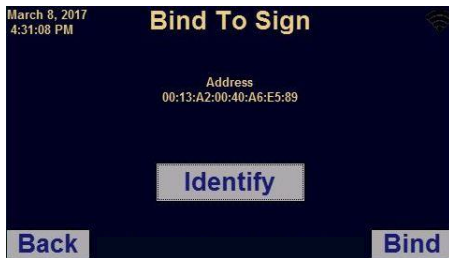 March 8, 2017
4:31:08 PM
Bind To Sign
Address
00:13:A2:00:40:A6:E5:89
Identify
Back
Bind